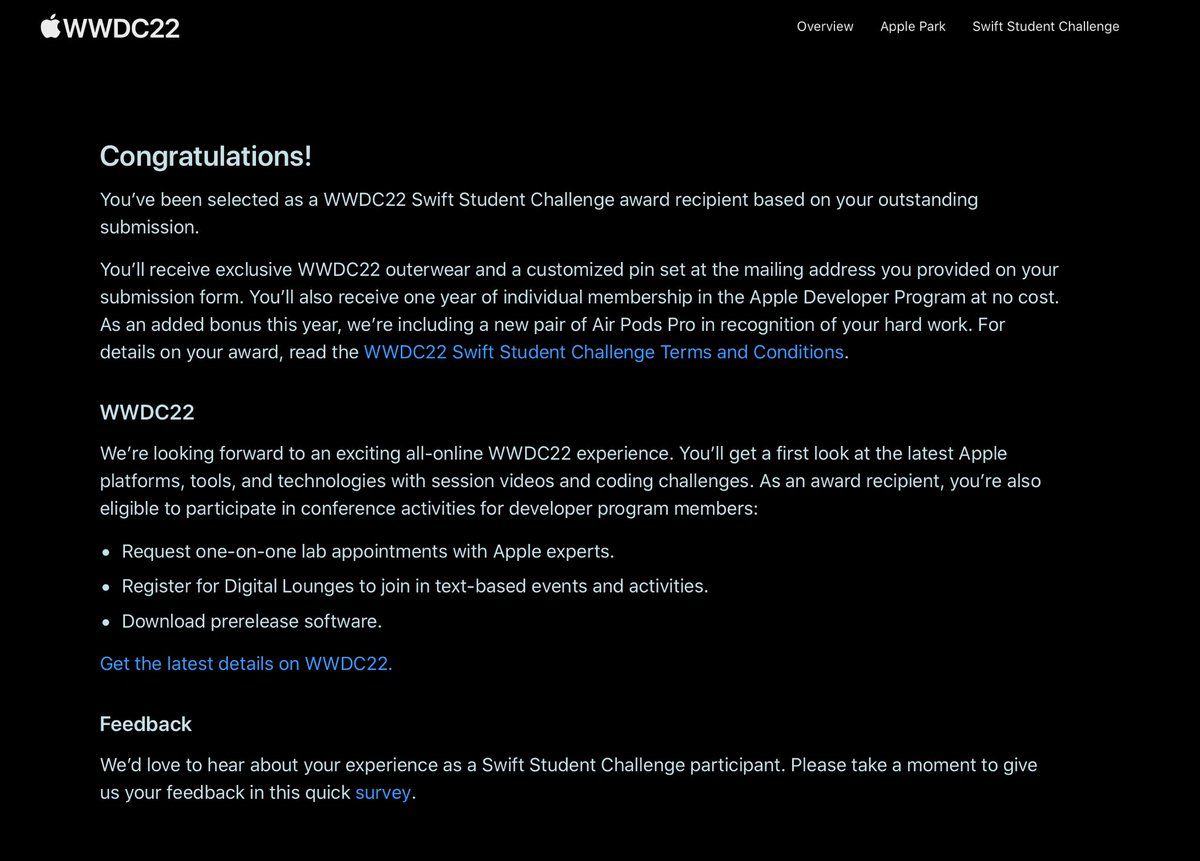 WWDC22
Overview
Apple Park
Swift Student Challenge
Congratulations!
You’ve been selected as a WWDC22 Swift Student Challenge award recipient based on your outstanding
submission.
You’ll receive exclusive WWDC22 outerwear and a customized pin set at the mailing address you provided on your
submission form. You’ll also receive one year of individual membership in the Apple Developer Program at no cost.
As an added bonus this year, we’re including a new pair of Air Pods Pro in recognition of your hard work. For
details on your award, read the WWDC22 Swift Student Challenge Terms and Conditions.
WWDC22
We’re looking forward to an exciting all-online WWDC22 experience. You’ll get a first look at the latest Apple
platforms, tools, and technologies with session videos and coding challenges. As an award recipient, you’re also
eligible to participate in conference activities for developer program members:
• Request one-on-one lab appointments with Apple experts.
• Register for Digital Lounges to join in text-based events and activities.
• Download prerelease software.
Get the latest details on WWDC22.
Feedback
We’d love to hear about your experience as a Swift Student Challenge participant. Please take a moment to give
us your feedback in this quick survey.